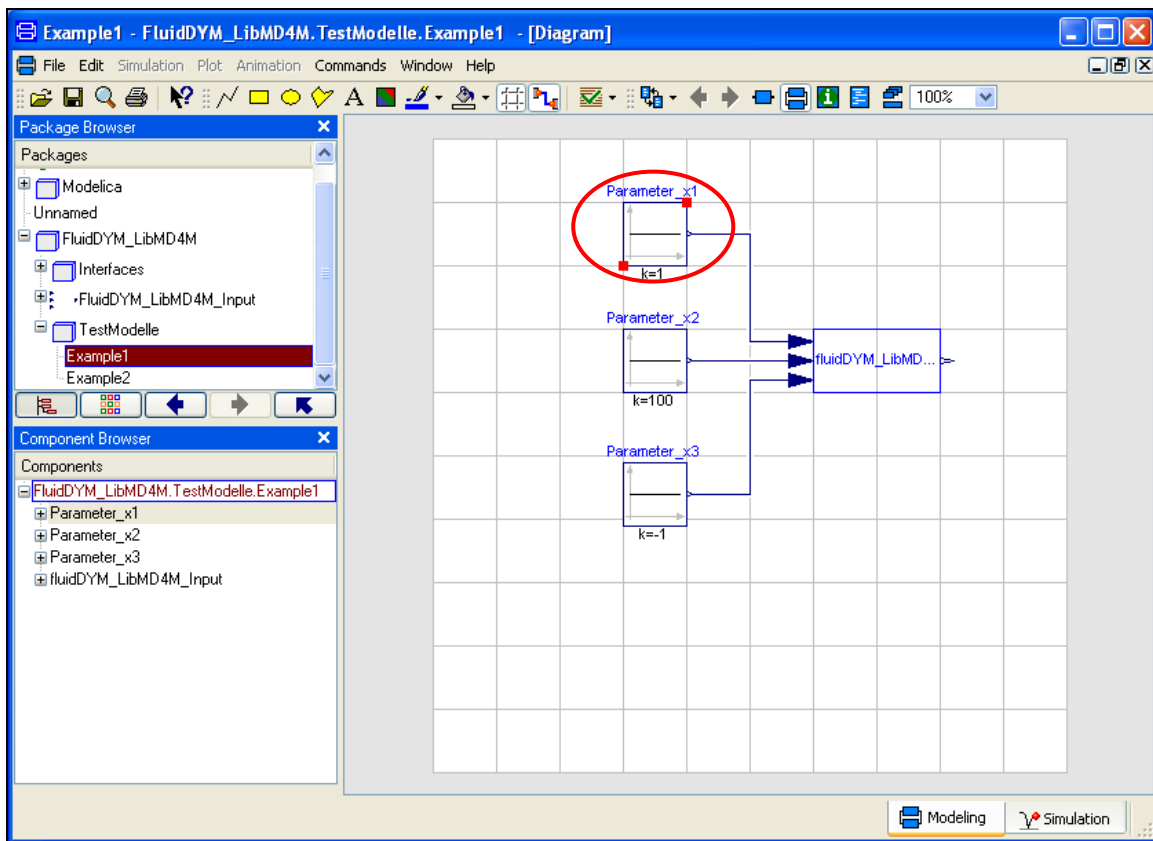 Example1 - FluidDYM_LibMD4M.TestModelle.Example1 - [Diagram]
File Edit Simulation Plot Animation Commands Window Help
A 100%
Package Browser
Packages
Modelica
Unnamed
FluidDYM_LibMD4M
Interfaces
FluidDYM_LibMD4M_Input
TestModelle
Example1
Example2
Component Browser
Components
FluidDYM_LibMD4M.TestModelle.Example1
Parameter_x1
Parameter_x2
Parameter_x3
fluidDYM_LibMD4M_Input
Parameter_x1
k=1
Parameter_x2
k=100
Parameter_x3
k=-1
fluidDYM_LibMD...
Modeling
Simulation